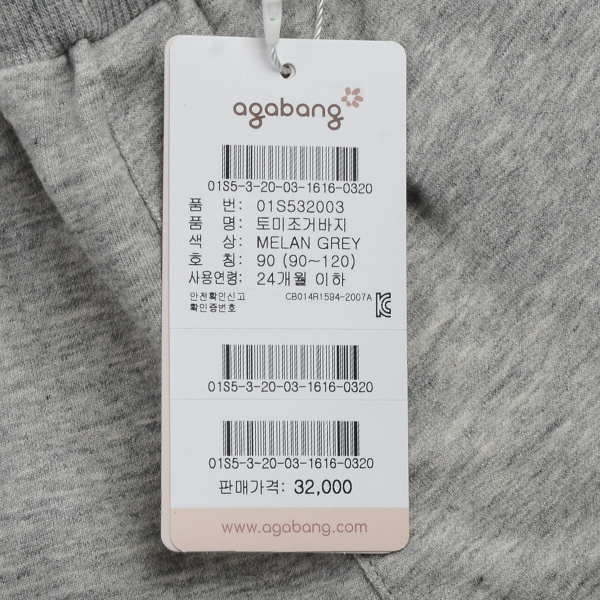 agabang
01S5-3-20-03-1616-0320
품 번: 01S532003
품 명: 토미조거바지
색 상: MELAN GREY
호 칭: 90 (90~120)
사용연령: 24개월 이하
안전확인신고 CB014R1594-2007A
확인증번호
01S5-3-20-03-1616-0320
01S5-3-20-03-1616-0320
판매가격: 32,000
www.agabang.com